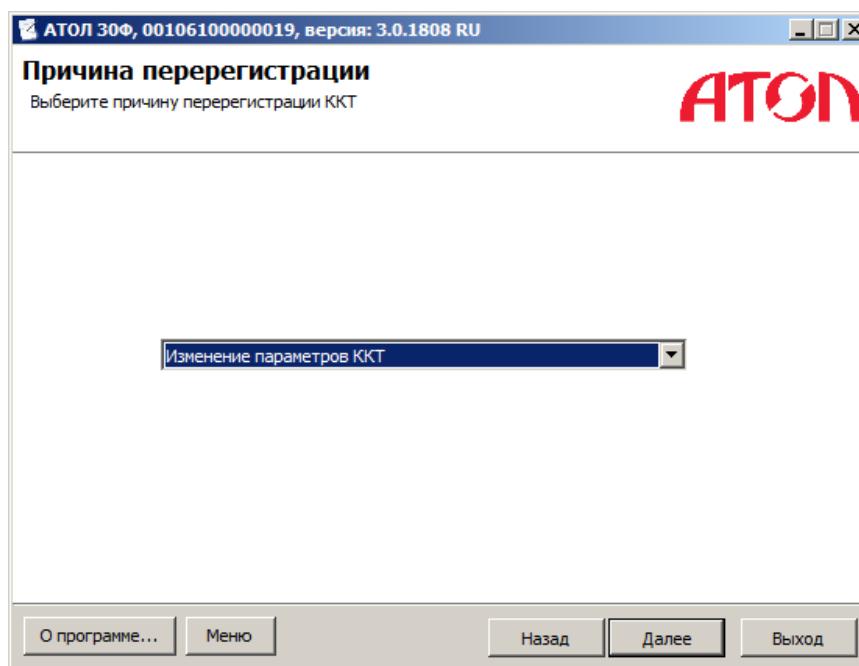 АТОЛ 30Ф, 00106100000019, версия: 3.0.1808 RU
Причина перерегистрации
Выберите причину перерегистрации ККТ
АТОЛ
Изменение параметров ККТ
О программе...
Меню
Назад
Далее
Выход